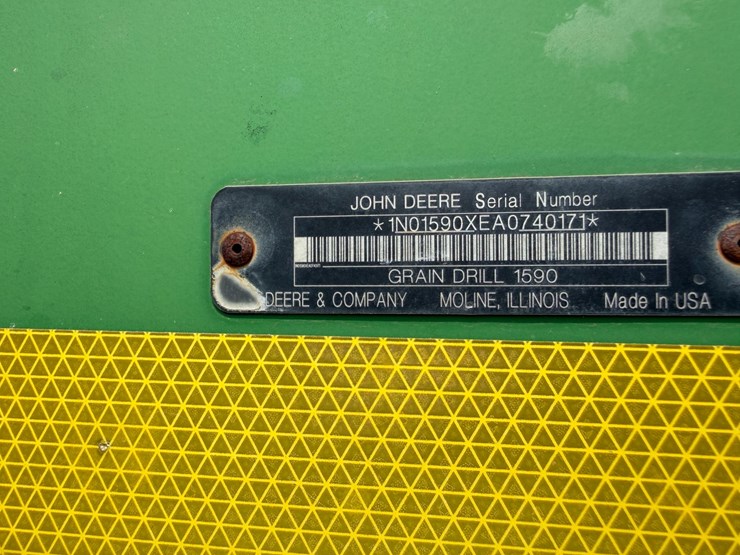 JOHN DEERE Serial Number
*1N01590XEA0740171*
GRAIN DRILL 1590
DEERE & COMPANY MOLINE, ILLINOIS Made In USA